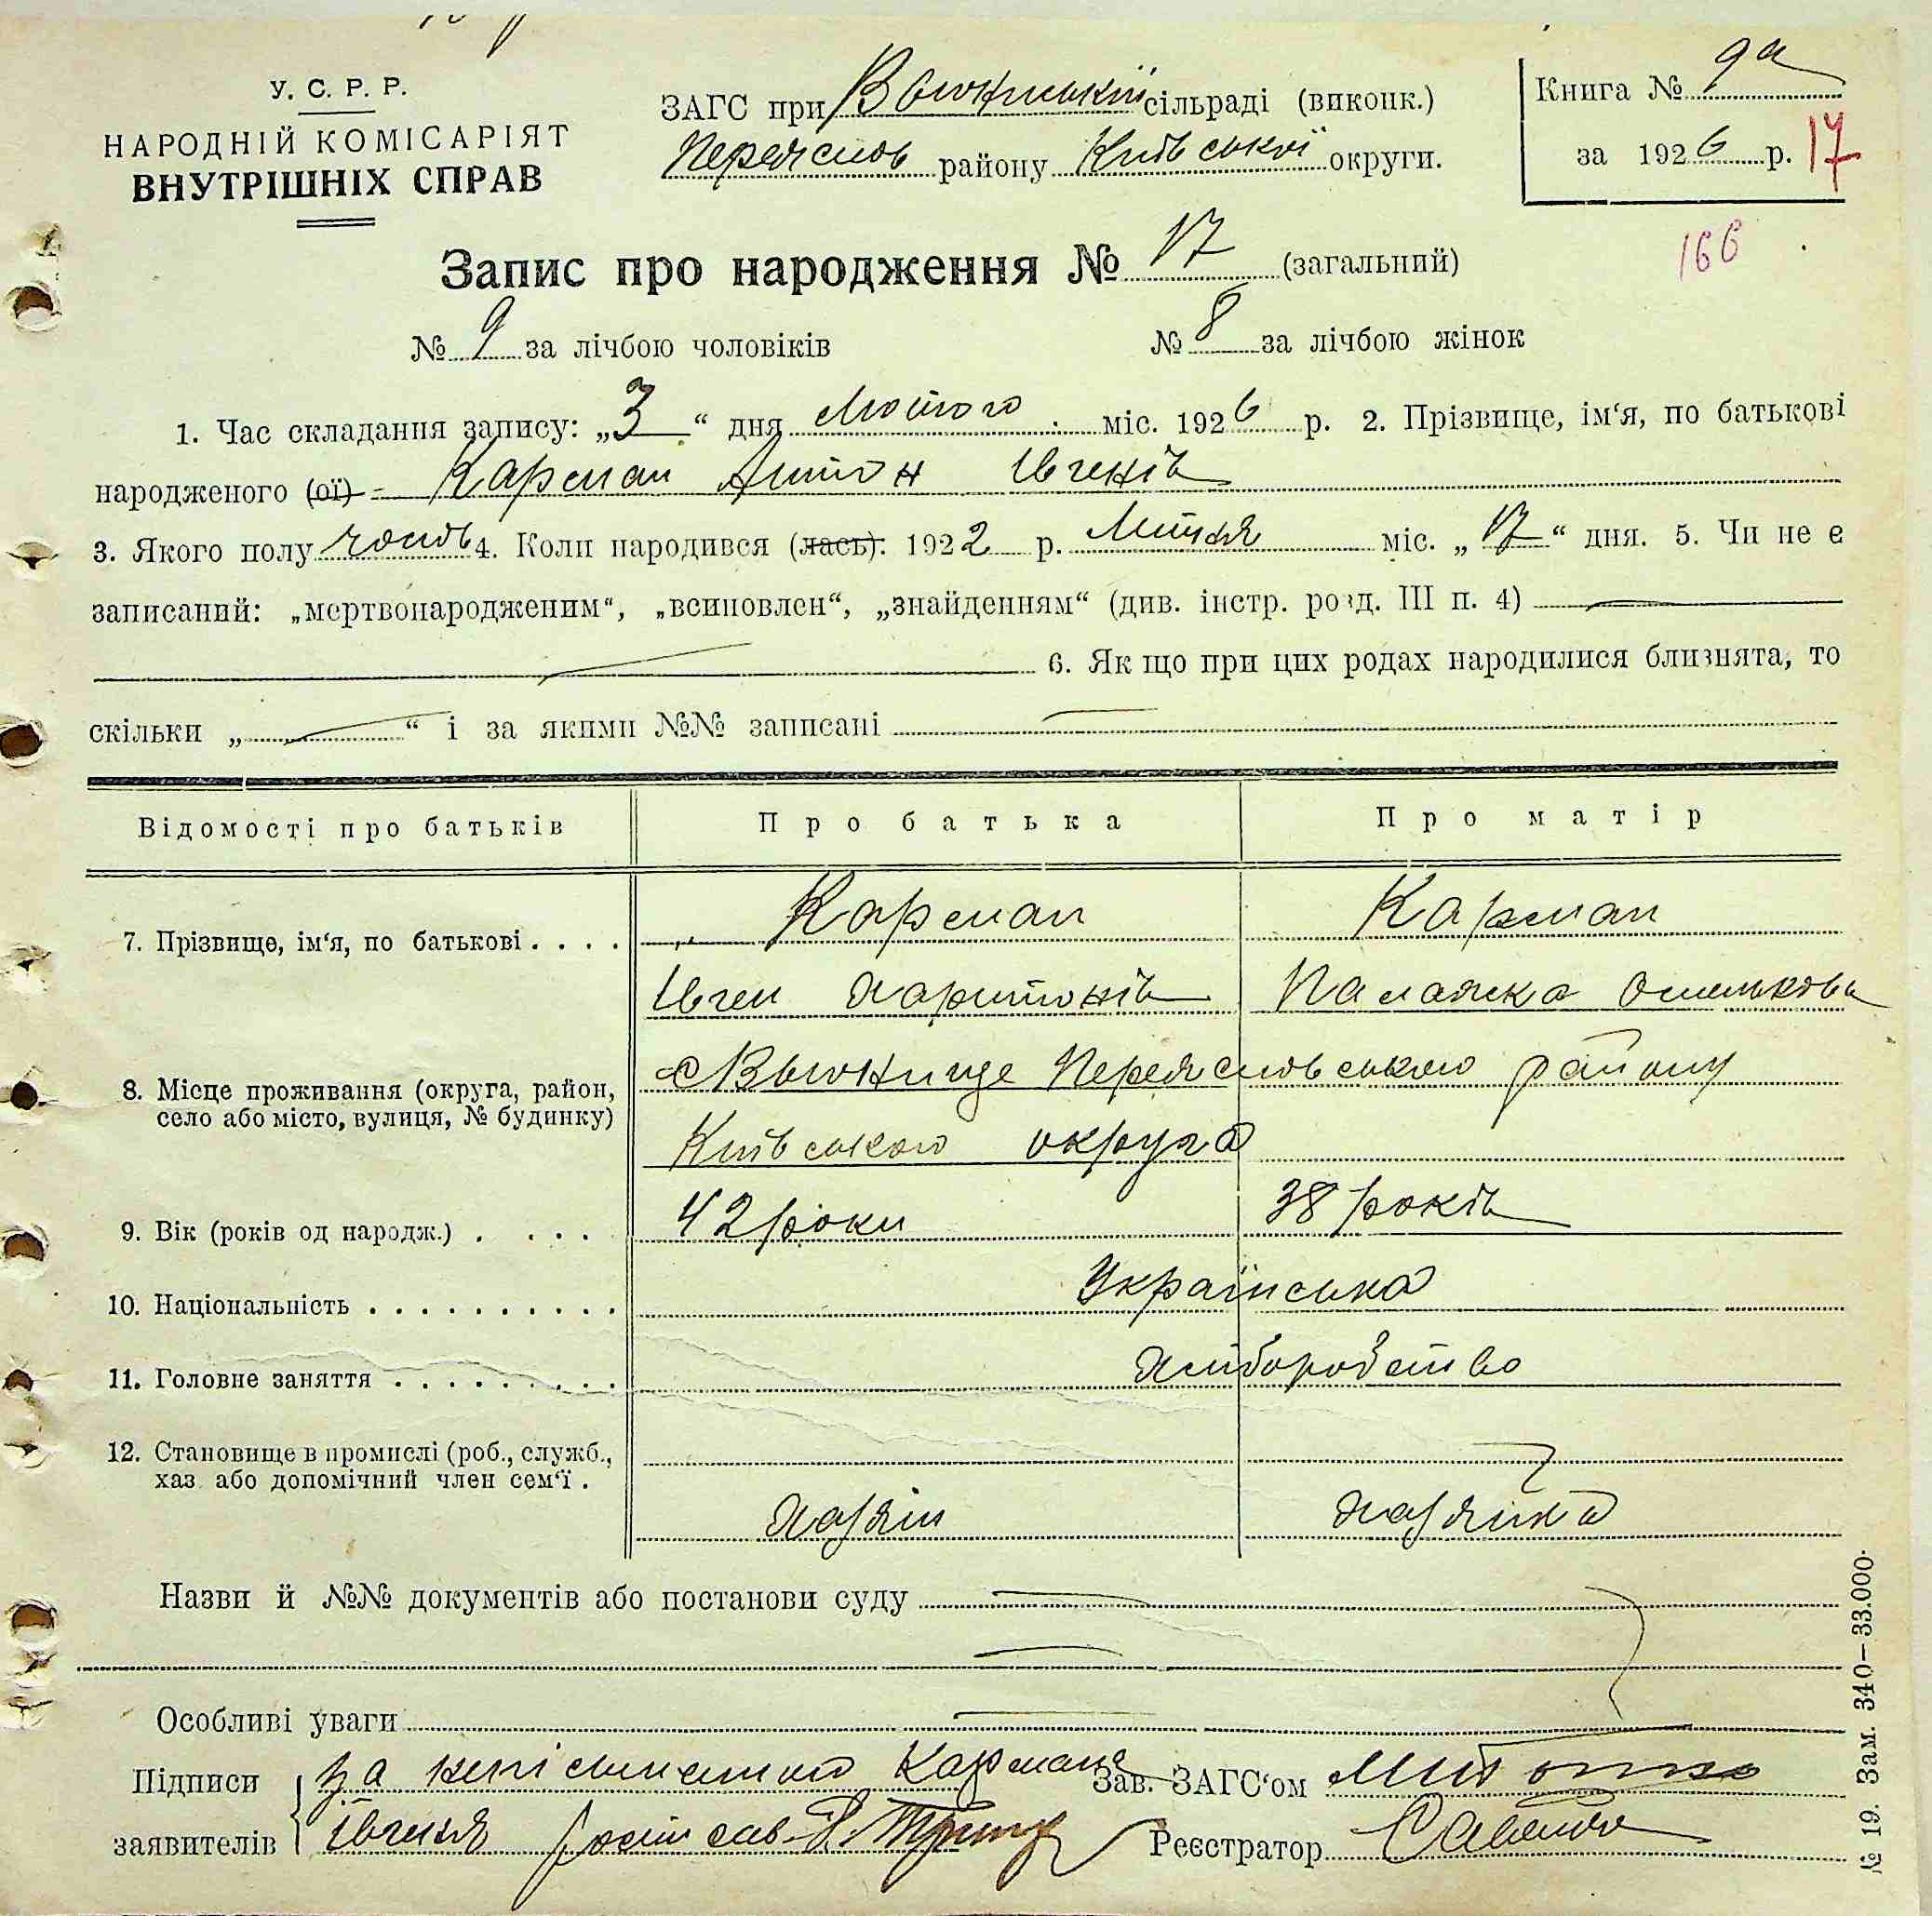 У. С. Р. Р.
НАРОДНІЙ КОМІСАРІЯТ
ВНУТРІШНІХ СПРАВ
ЗАГС при Вьюнищській сільраді (виконк.)
Переяслов району Київської округи.
Книга № 9а
за 1926 р. 17
166
Запис про народження № 17 (загальний)
№ 9 за лічбою чоловіків № 8 за лічбою жінок
1. Час складання запису: „3“ дня Лютого міс. 1926 р. 2. Прізвище, ім‘я, по батькові
народженого (ої) Карман Антон Івгенів
3. Якого полу чолов 4. Коли народився (лась): 1922 р. Липня міс. „17“ дня. 5. Чи не є
записаний: „мертвонародженим“, „всиновлен“, „знайденням“ (див. інстр. розд. III п. 4)
6. Як що при цих родах народилися близнята, то
скільки „ “ і за якими №№ записані
Відомості про батьків Про батька Про матір
7. Прізвище, ім‘я, по батькові . . . . Карман Карман
Івген Харитонів Палажка Омелькова
8. Місце проживання (округа, район, село або місто, вулиця, № будинку) с Вьюнище Переясловського району
Київського округа
9. Вік (років од народж.) . . . . . 42 роки 38 років
10. Національність . . . . . . . . . . Українська
11. Головне заняття . . . . . . . . . Хліборобство
12. Становище в промислі (роб., служб.,
хаз. або допомічний член сем‘ї .
Хазяін хазяйка
Назви й №№ документів або постанови суду
Особливі уваги
Підписи за неписьменного Кармана Зав. ЗАГС‘ом
заявителів Івгенія Реєстратор
№ 19. Зам. 340—33.000.